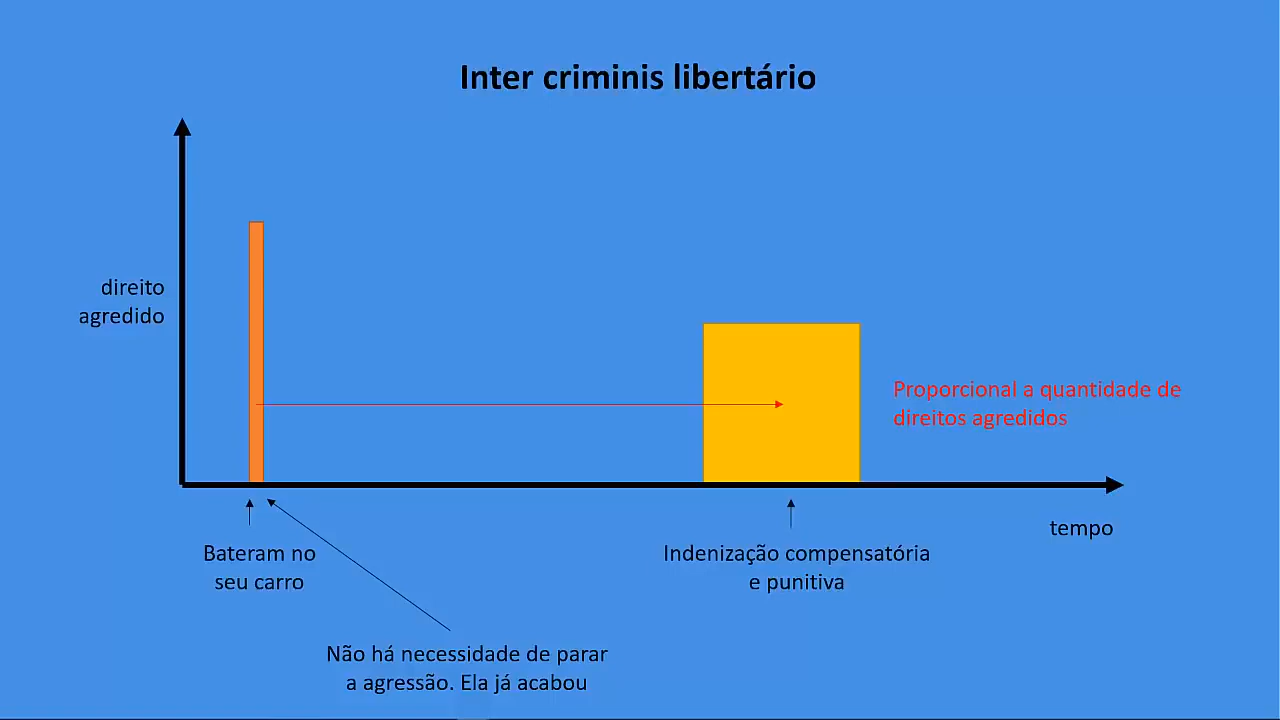 Inter criminis libertário
direito
agredido
Proporcional a quantidade de
direitos agredidos
tempo
Bateram no
seu carro
Indenização compensatória
e punitiva
Não há necessidade de parar
a agressão. Ela já acabou